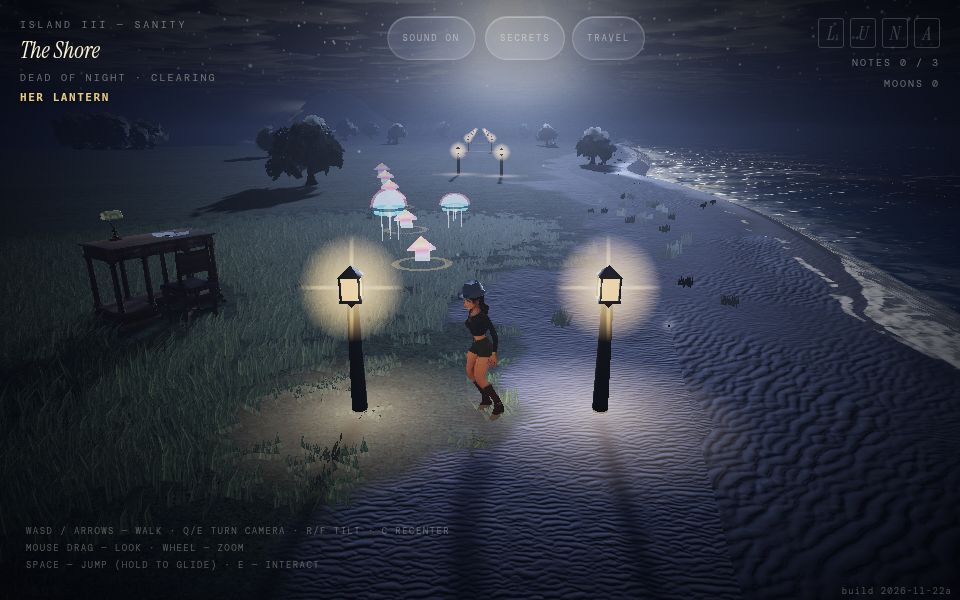 ISLAND III — SANITY
The Shore
DEAD OF NIGHT · CLEARING
HER LANTERN
SOUND ON
SECRETS
TRAVEL
L U N A
NOTES 0 / 3
MOONS 0
WASD / ARROWS — WALK · Q/E TURN CAMERA · R/F TILT · C RECENTER
MOUSE DRAG — LOOK · WHEEL — ZOOM
SPACE — JUMP (HOLD TO GLIDE) · E — INTERACT
build 2026-11-22a